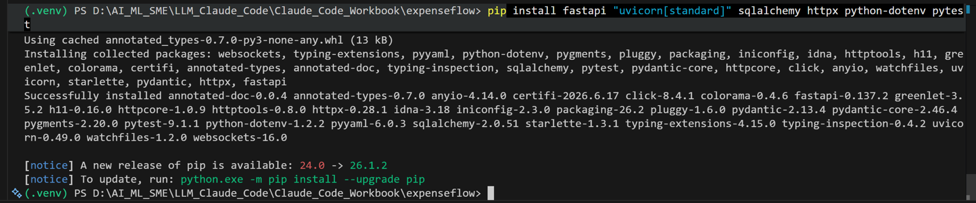 (.venv) PS D:\AI_ML_SME\LLM_Claude_Code\Claude_Code_Workbook\expenseflow> pip install fastapi "uvicorn[standard]" sqlalchemy httpx python-dotenv pytes
t
Using cached annotated_types-0.7.0-py3-none-any.whl (13 kB)
Installing collected packages: websockets, typing-extensions, pyyaml, python-dotenv, pygments, pluggy, packaging, iniconfig, idna, httptools, h11, gre
enlet, colorama, certifi, annotated-types, annotated-doc, typing-inspection, sqlalchemy, pytest, pydantic-core, httpcore, click, anyio, watchfiles, uv
icorn, starlette, pydantic, httpx, fastapi
Successfully installed annotated-doc-0.0.4 annotated-types-0.7.0 anyio-4.14.0 certifi-2026.6.17 click-8.4.1 colorama-0.4.6 fastapi-0.137.2 greenlet-3.
5.2 h11-0.16.0 httpcore-1.0.9 httptools-0.8.0 httpx-0.28.1 idna-3.18 iniconfig-2.3.0 packaging-26.2 pluggy-1.6.0 pydantic-2.13.4 pydantic_core-2.46.4
pygments-2.20.0 pytest-9.1.1 python-dotenv-1.2.2 pyyaml-6.0.3 sqlalchemy-2.0.51 starlette-1.3.1 typing-extensions-4.15.0 typing-inspection-0.4.2 uvico
rn-0.49.0 watchfiles-1.2.0 websockets-16.0
[notice] A new release of pip is available: 24.0 -> 26.1.2
[notice] To update, run: python.exe -m pip install --upgrade pip
(.venv) PS D:\AI_ML_SME\LLM_Claude_Code\Claude_Code_Workbook\expenseflow>